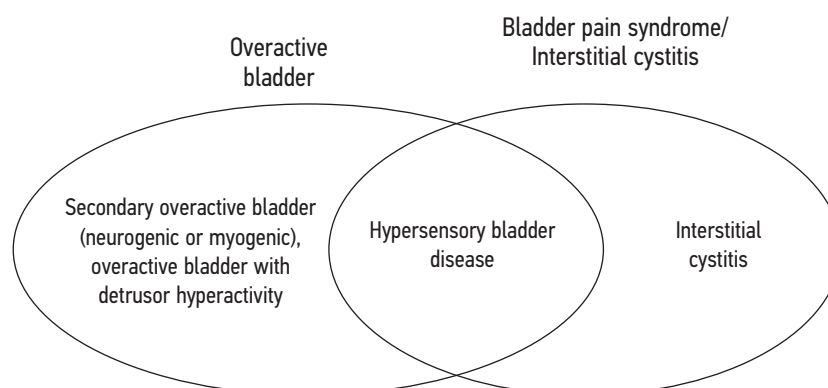 Overactive
bladder
Bladder pain syndrome/
Interstitial cystitis
Secondary overactive bladder
(neurogenic or myogenic),
overactive bladder with
detrusor hyperactivity
Hypersensory bladder
disease
Interstitial
cystitis